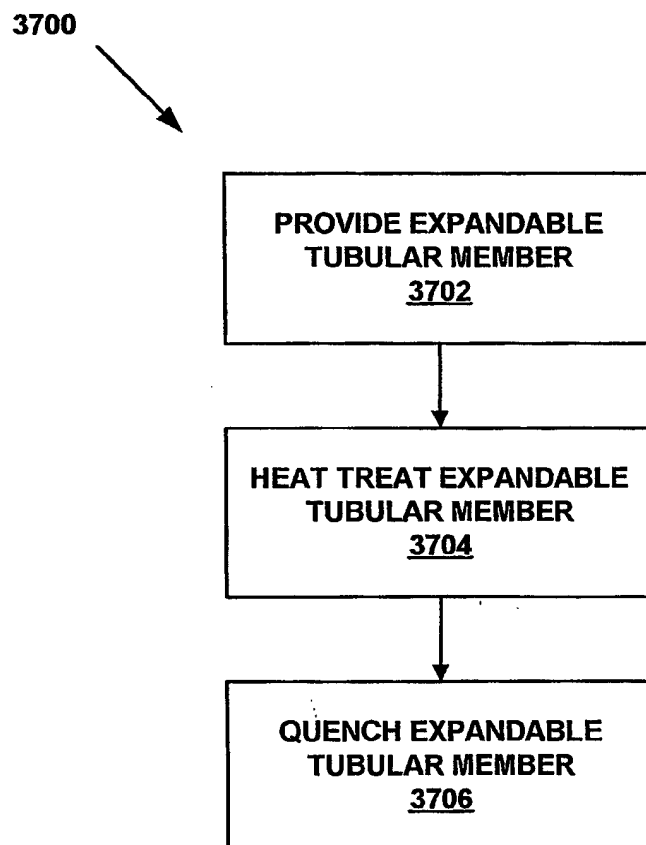 3700
PROVIDE EXPANDABLE
TUBULAR MEMBER
3702
HEAT TREAT EXPANDABLE
TUBULAR MEMBER
3704
QUENCH EXPANDABLE
TUBULAR MEMBER
3706